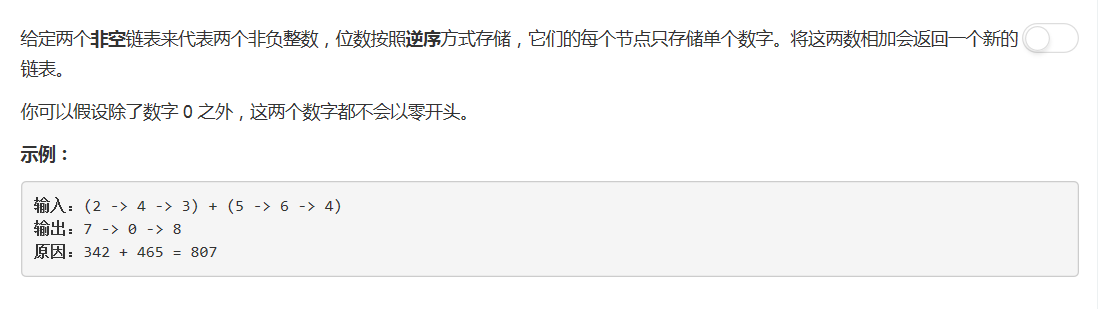 给定两个非空链表来代表两个非负整数，位数按照逆序方式存储，它们的每个节点只存储单个数字。将这两数相加会返回一个新的
链表。
你可以假设除了数字 0 之外，这两个数字都不会以零开头。
示例：
输入：(2 -> 4 -> 3) + (5 -> 6 -> 4)
输出：7 -> 0 -> 8
原因：342 + 465 = 807